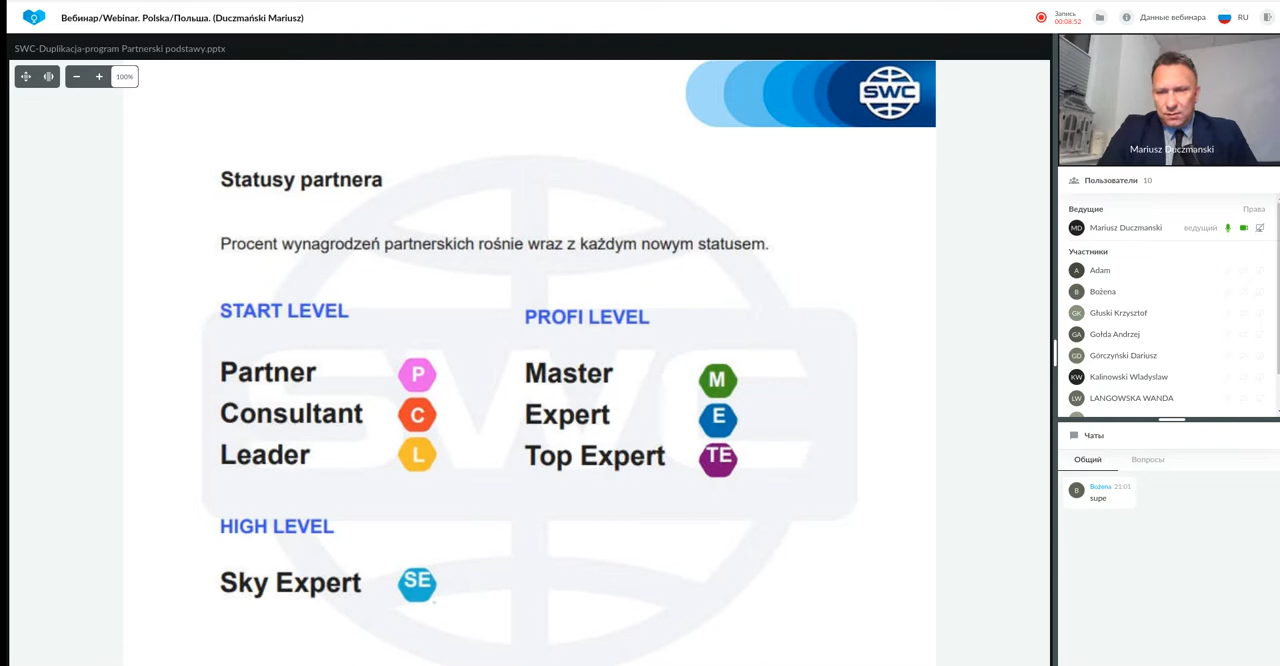 Вебинар/Webinar. Polska/Польша. (Duczmański Mariusz)
Запись
00:08:52
Данные вебинара
RU
SWC-Duplikacja-program Partnerski podstawy.pptx
100%
SWC
Statusy partnera
Procent wynagrodzeń partnerskich rośnie wraz z każdym nowym statusem.
START LEVEL
Partner P
Consultant C
Leader L
PROFI LEVEL
Master M
Expert E
Top Expert TE
HIGH LEVEL
Sky Expert SE
Mariusz Duczmanski
Пользователи 10
Ведущие Права
MD Mariusz Duczmanski ведущий
Участники
A Adam
B Bożena
GK Głuski Krzysztof
GA Gołda Andrzej
GD Górczyński Dariusz
KW Kalinowski Wladyslaw
LW LANGOWSKA WANDA
Чаты
Общий Вопросы
B Bożena 21:01
supe